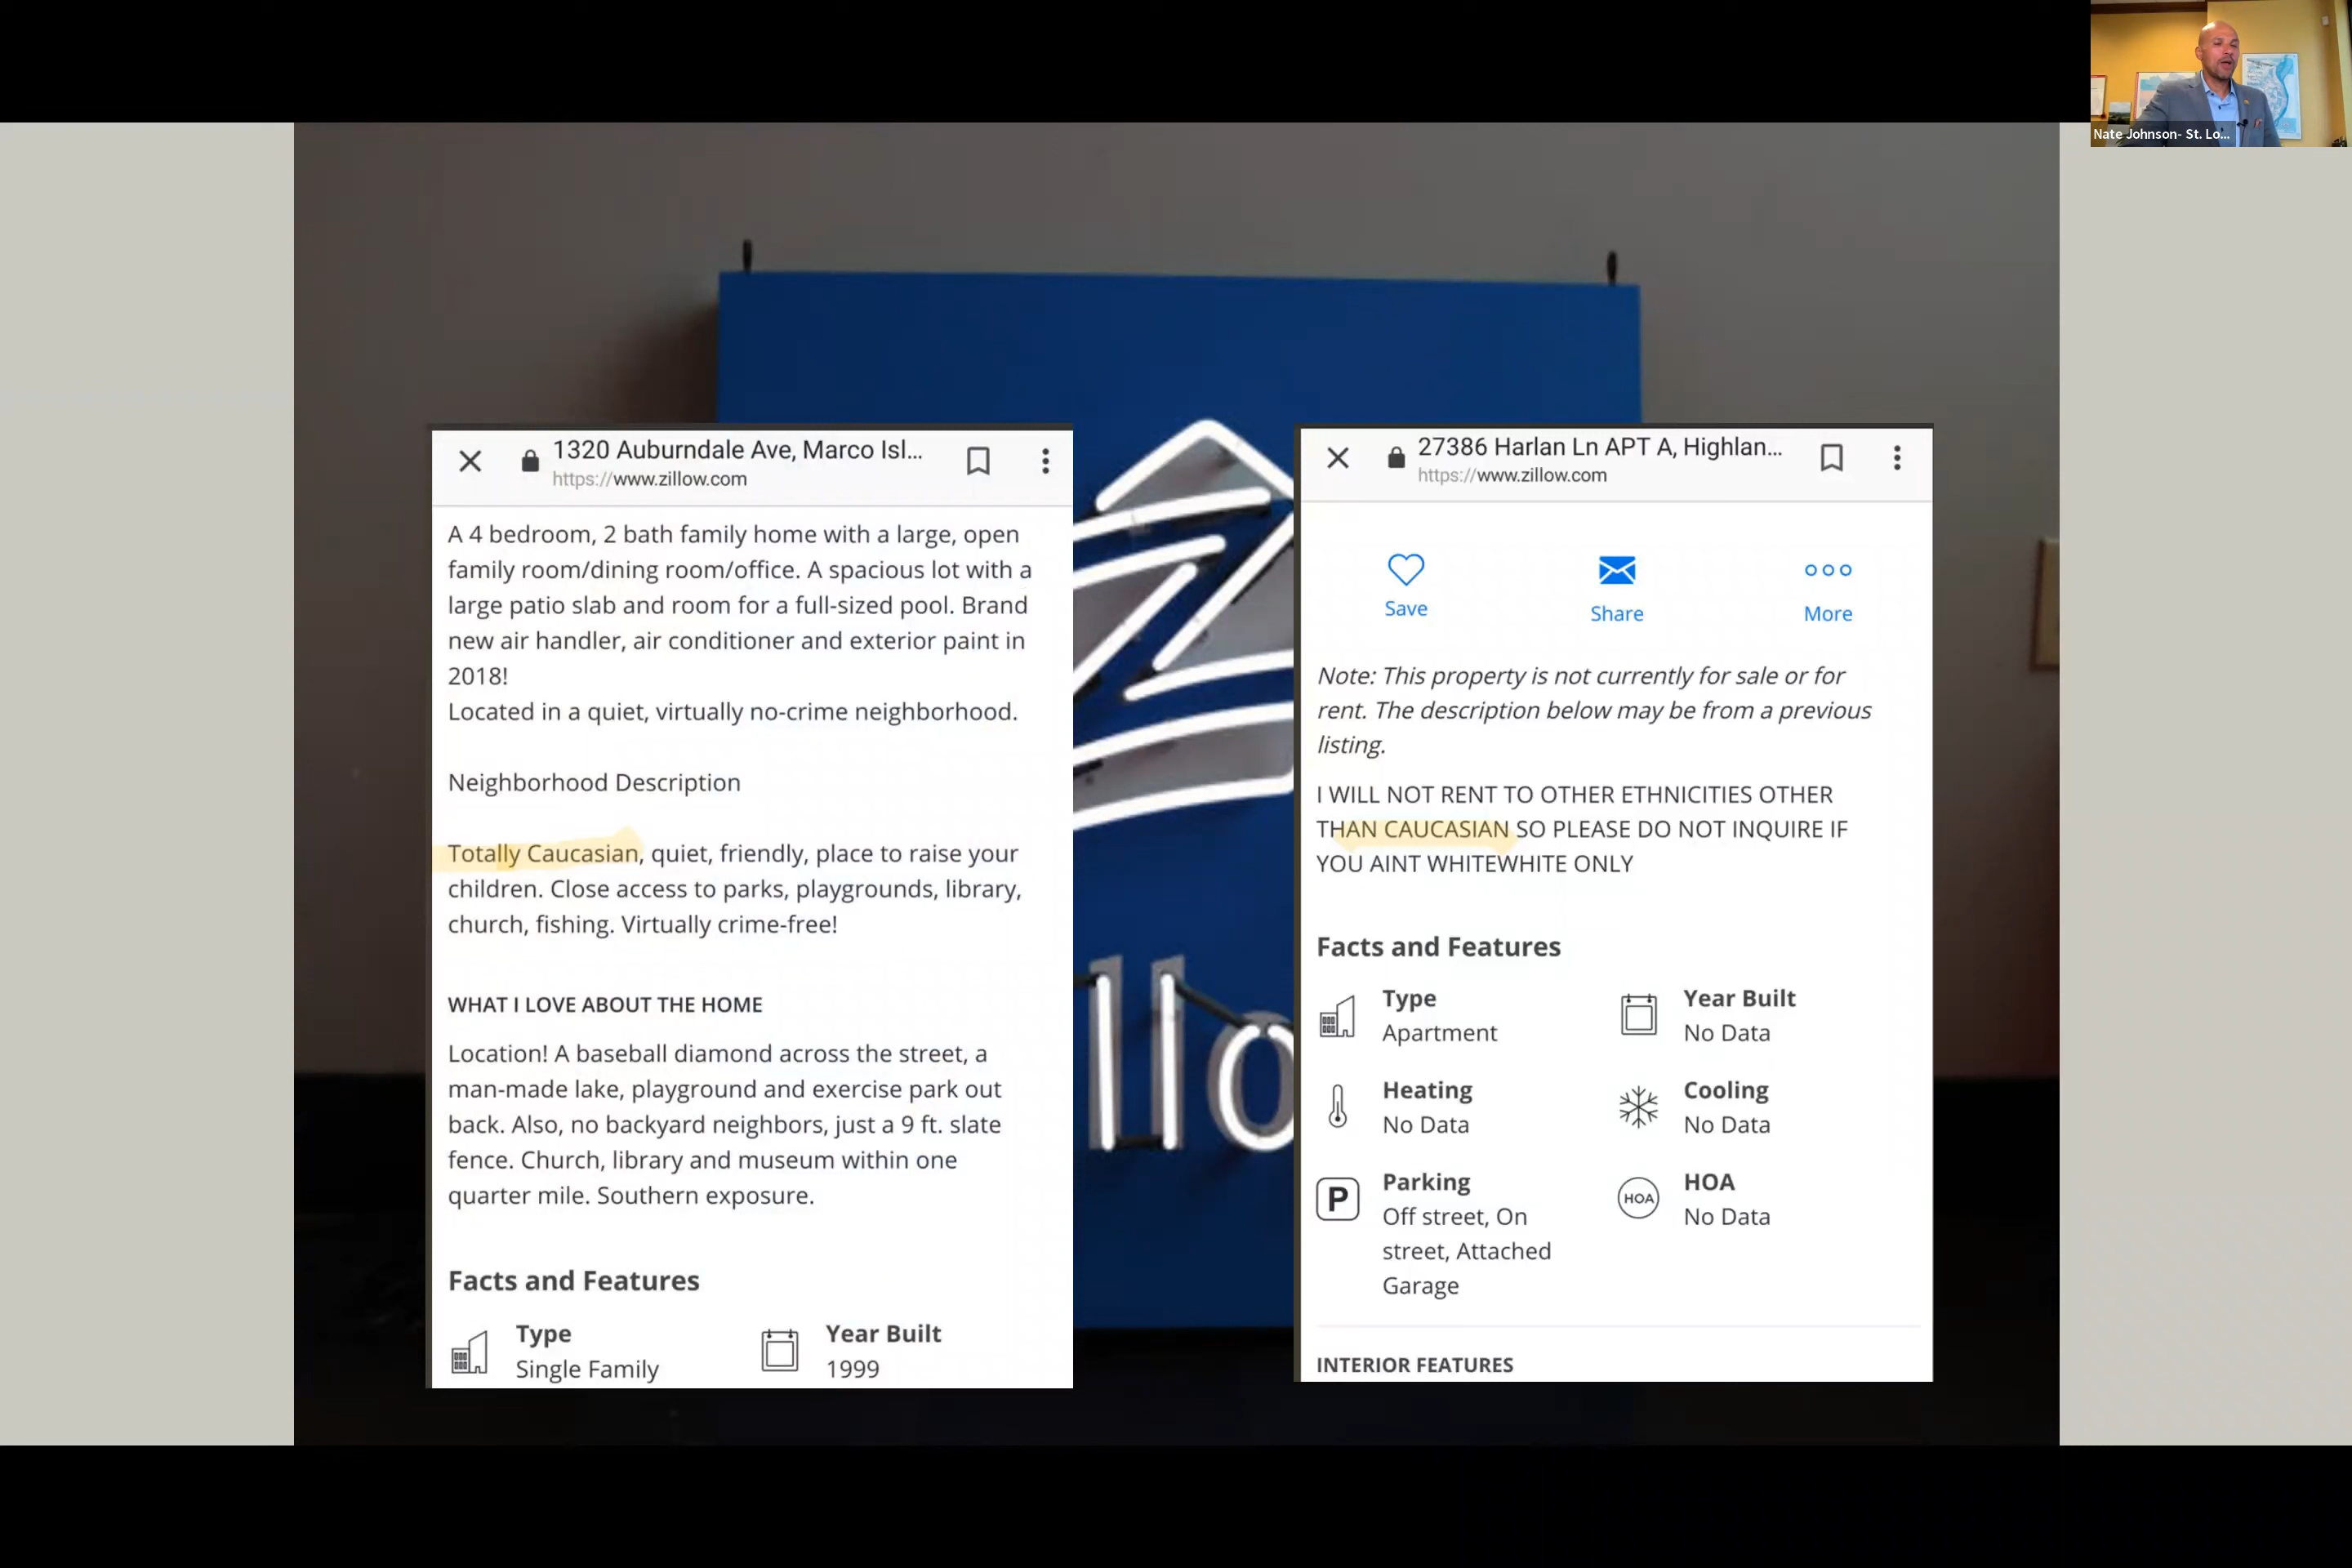 Nate Johnson- St. Lo...
1320 Auburndale Ave, Marco Isl...
https://www.zillow.com
A 4 bedroom, 2 bath family home with a large, open
family room/dining room/office. A spacious lot with a
large patio slab and room for a full-sized pool. Brand
new air handler, air conditioner and exterior paint in
2018!
Located in a quiet, virtually no-crime neighborhood.
Neighborhood Description
Totally Caucasian, quiet, friendly, place to raise your
children. Close access to parks, playgrounds, library,
church, fishing. Virtually crime-free!
WHAT I LOVE ABOUT THE HOME
Location! A baseball diamond across the street, a
man-made lake, playground and exercise park out
back. Also, no backyard neighbors, just a 9 ft. slate
fence. Church, library and museum within one
quarter mile. Southern exposure.
Facts and Features
Type
Single Family
Year Built
1999
llo
27386 Harlan Ln APT A, Highlan...
https://www.zillow.com
Save
Share
More
Note: This property is not currently for sale or for
rent. The description below may be from a previous
listing.
I WILL NOT RENT TO OTHER ETHNICITIES OTHER
THAN CAUCASIAN SO PLEASE DO NOT INQUIRE IF
YOU AINT WHITEWHITE ONLY
Facts and Features
Type
Apartment
Year Built
No Data
Heating
No Data
Cooling
No Data
P
Parking
Off street, On
street, Attached
Garage
HOA
HOA
No Data
INTERIOR FEATURES